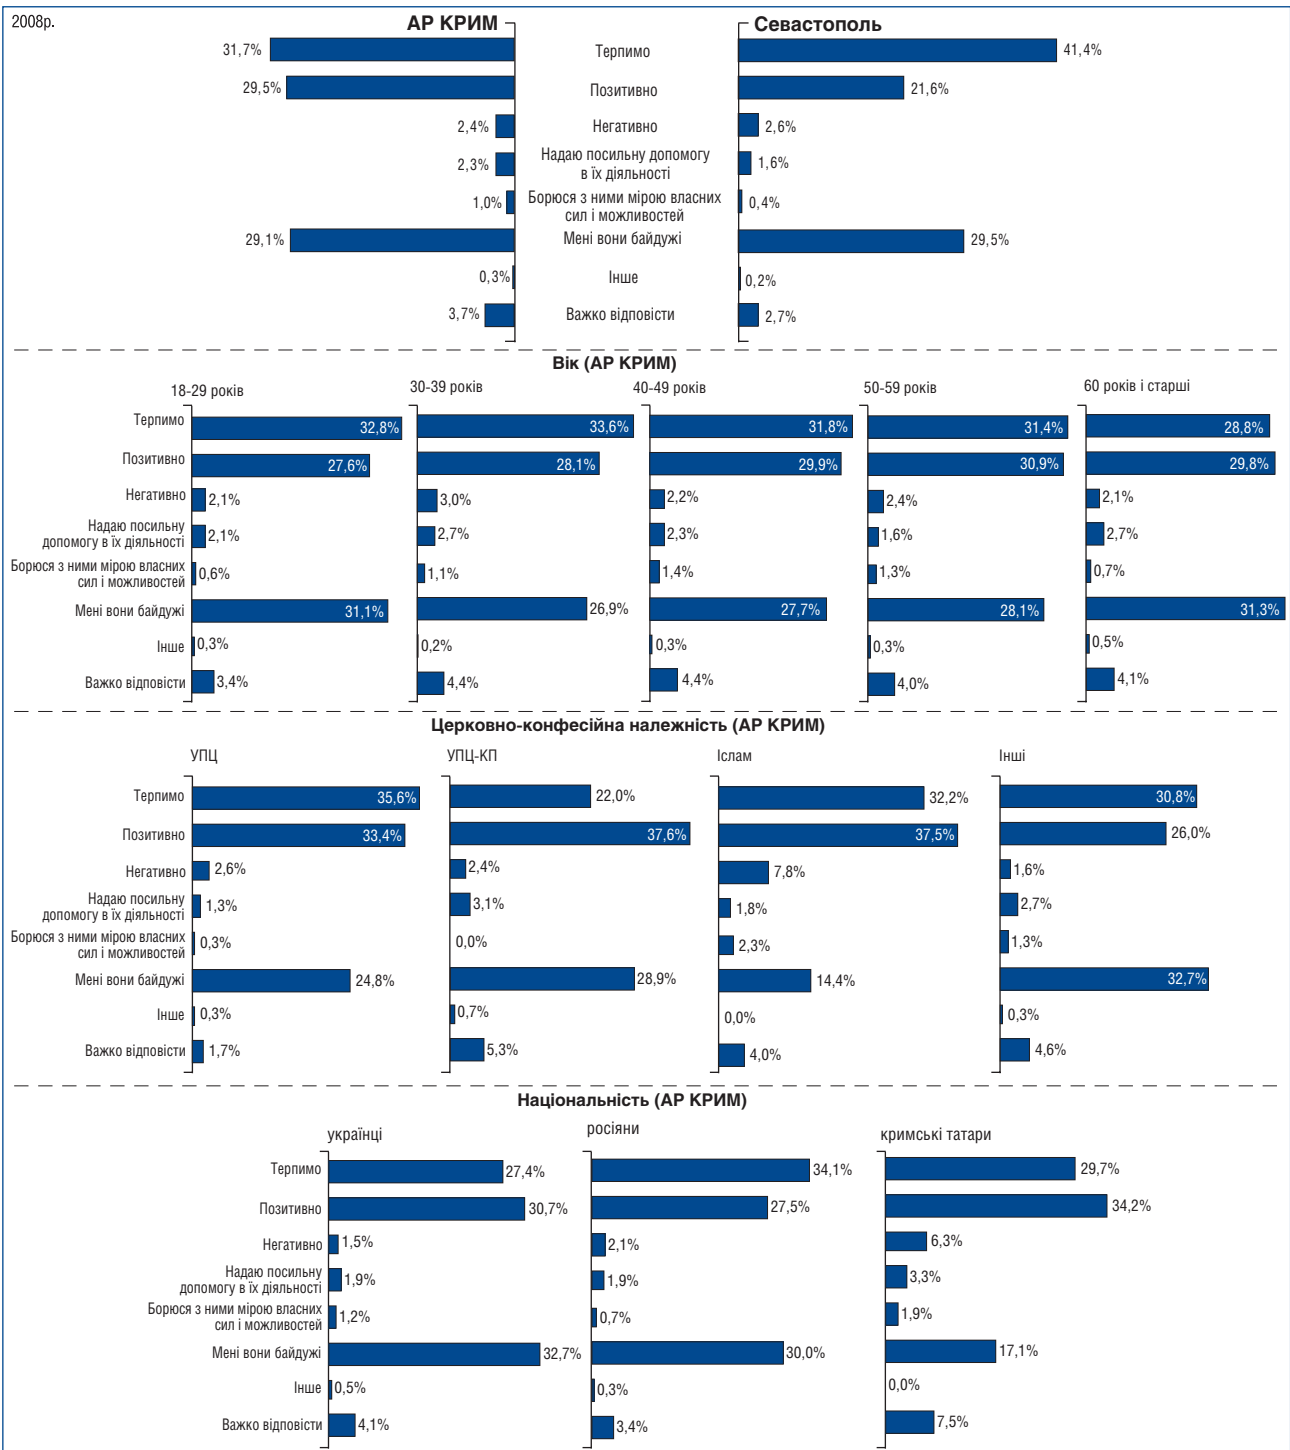 2008р.
АР КРИМ
Севастополь
31,7%
Терпимо
41,4%
29,5%
Позитивно
21,6%
2,4%
Негативно
2,6%
2,3%
Надаю посильну допомогу
в їх діяльності
1,6%
1,0%
Борюся з ними мірою власних
сил і можливостей
0,4%
29,1%
Мені вони байдужі
29,5%
0,3%
Інше
0,2%
3,7%
Важко відповісти
2,7%
Вік (АР КРИМ)
18-29 років
30-39 років
40-49 років
50-59 років
60 років і старші
Терпимо
32,8%
33,6%
31,8%
31,4%
28,8%
Позитивно
27,6%
28,1%
29,9%
30,9%
29,8%
Негативно
2,1%
3,0%
2,2%
2,4%
2,1%
Надаю посильну
допомогу в їх діяльності
2,1%
2,7%
2,3%
1,6%
2,7%
Борюся з ними мірою власних
сил і можливостей
0,6%
1,1%
1,4%
1,3%
0,7%
Мені вони байдужі
31,1%
26,9%
27,7%
28,1%
31,3%
Інше
0,3%
0,2%
0,3%
0,3%
0,5%
Важко відповісти
3,4%
4,4%
4,4%
4,0%
4,1%
Церковно-конфесійна належність (АР КРИМ)
УПЦ
УПЦ-КП
Іслам
Інші
Терпимо
35,6%
22,0%
32,2%
30,8%
Позитивно
33,4%
37,6%
37,5%
26,0%
Негативно
2,6%
2,4%
7,8%
1,6%
Надаю посильну
допомогу в їх діяльності
1,3%
3,1%
1,8%
2,7%
Борюся з ними мірою власних
сил і можливостей
0,3%
0,0%
2,3%
1,3%
Мені вони байдужі
24,8%
28,9%
14,4%
32,7%
Інше
0,3%
0,7%
0,0%
0,3%
Важко відповісти
1,7%
5,3%
4,0%
4,6%
Національність (АР КРИМ)
українці
росіяни
кримські татари
Терпимо
27,4%
34,1%
29,7%
Позитивно
30,7%
27,5%
34,2%
Негативно
1,5%
2,1%
6,3%
Надаю посильну
допомогу в їх діяльності
1,9%
1,9%
3,3%
Борюся з ними мірою власних
сил і можливостей
1,2%
0,7%
1,9%
Мені вони байдужі
32,7%
30,0%
17,1%
Інше
0,5%
0,3%
0,0%
Важко відповісти
4,1%
3,4%
7,5%